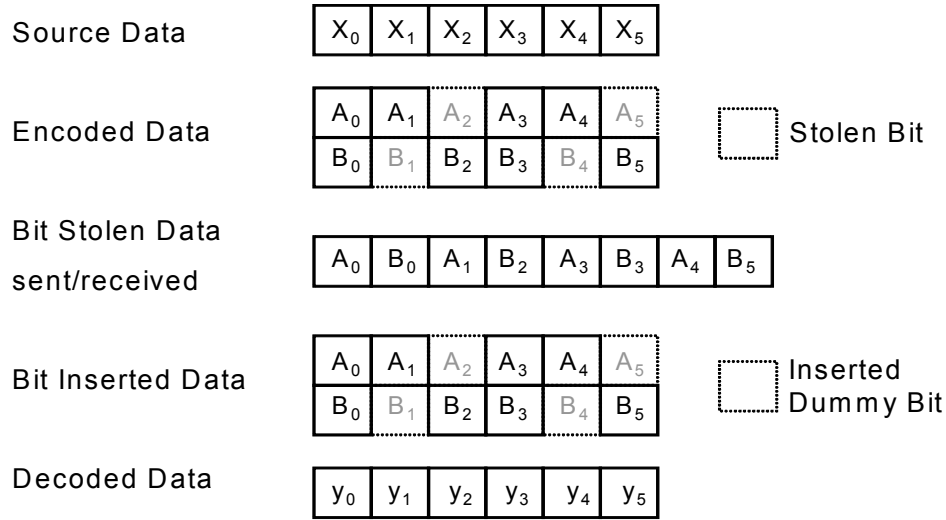 Source Data X₀ X₁ X₂ X₃ X₄ X₅
Encoded Data
A₀ A₁ A₂ A₃ A₄ A₅
B₀ B₁ B₂ B₃ B₄ B₅
Stolen Bit
Bit Stolen Data
sent/received
A₀ B₀ A₁ B₂ A₃ B₃ A₄ B₅
Bit Inserted Data
A₀ A₁ A₂ A₃ A₄ A₅
B₀ B₁ B₂ B₃ B₄ B₅
Inserted
Dummy Bit
Decoded Data y₀ y₁ y₂ y₃ y₄ y₅